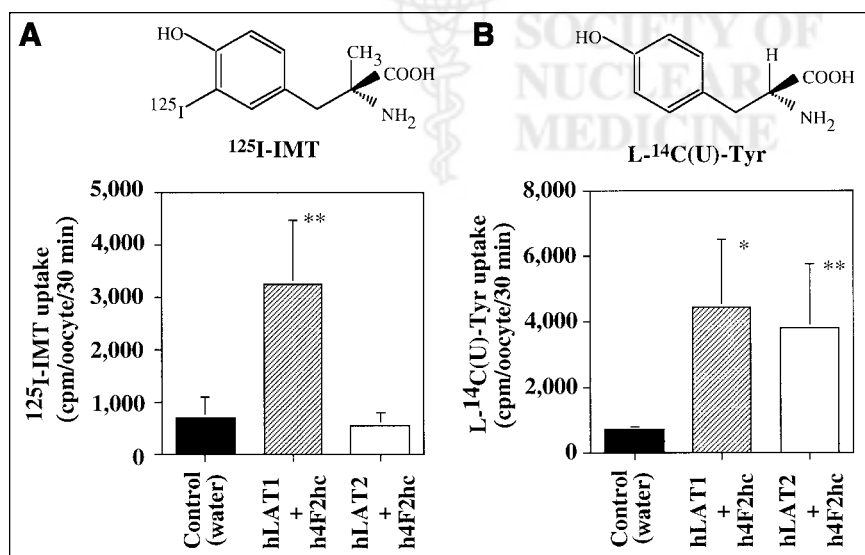 A
HO
CH3
COOH
125I
NH2
125I-IMT
125I-IMT uptake
(cpm/oocyte/30 min)
5,000
4,000
3,000
2,000
1,000
0
**
Control
(water)
hLAT1
+
h4F2hc
hLAT2
+
h4F2hc
B
SOCIETY OF
NUCLEAR
MEDICINE
HO
H
COOH
NH2
L-14C(U)-Tyr
L-14C(U)-Tyr uptake
(cpm/oocyte/30 min)
8,000
6,000
4,000
2,000
0
*
**
Control
(water)
hLAT1
+
h4F2hc
hLAT2
+
h4F2hc